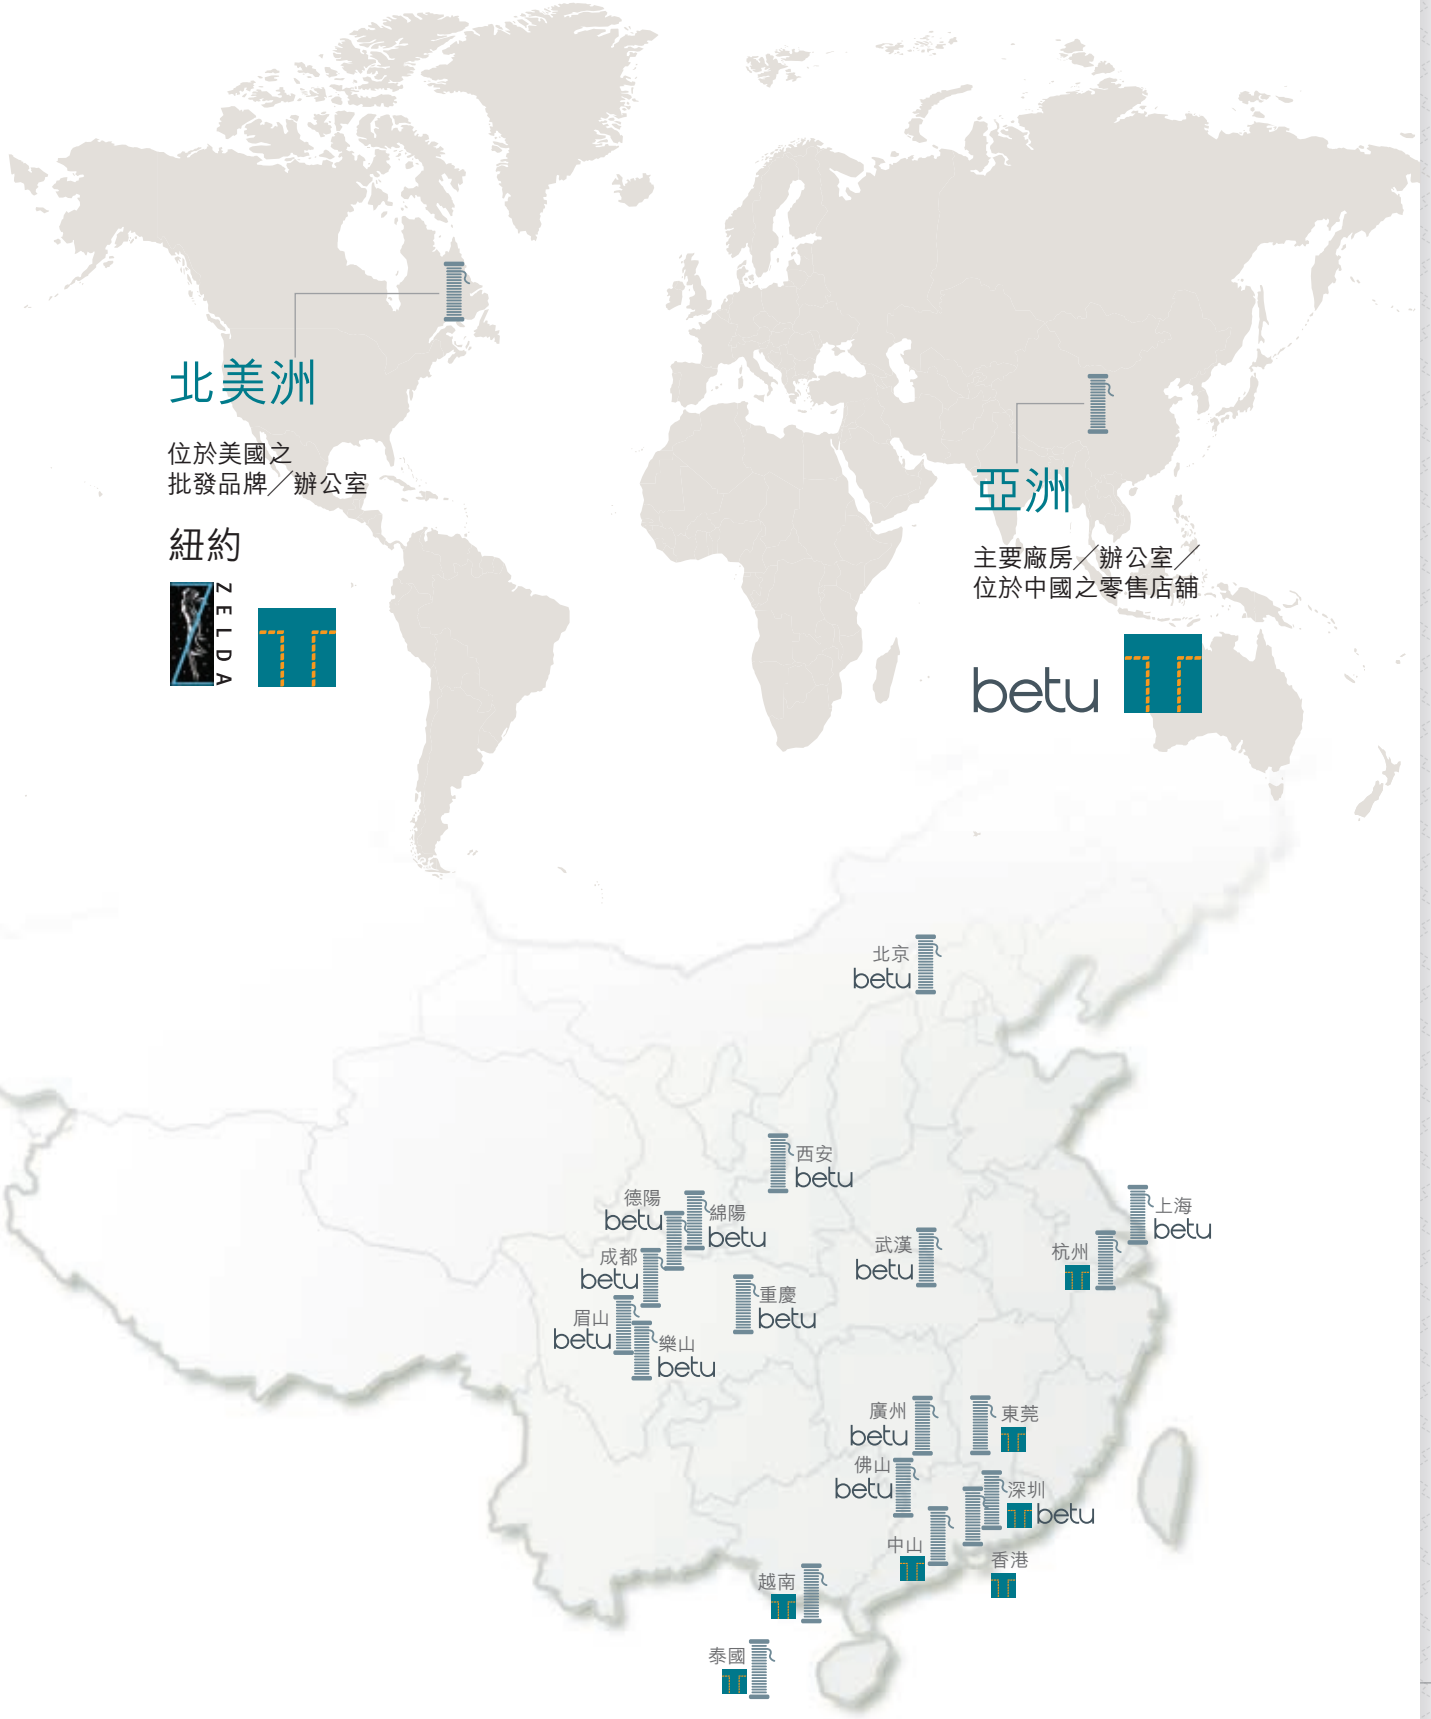 北美洲
位於美國之
批發品牌／辦公室
紐約
ZELDA
亞洲
主要廠房／辦公室／
位於中國之零售店舖
betu
北京
betu
西安
betu
德陽
betu
綿陽
betu
成都
betu
眉山
betu
樂山
betu
重慶
betu
武漢
betu
上海
betu
杭州
廣州
betu
東莞
佛山
betu
深圳
betu
中山
香港
越南
泰國